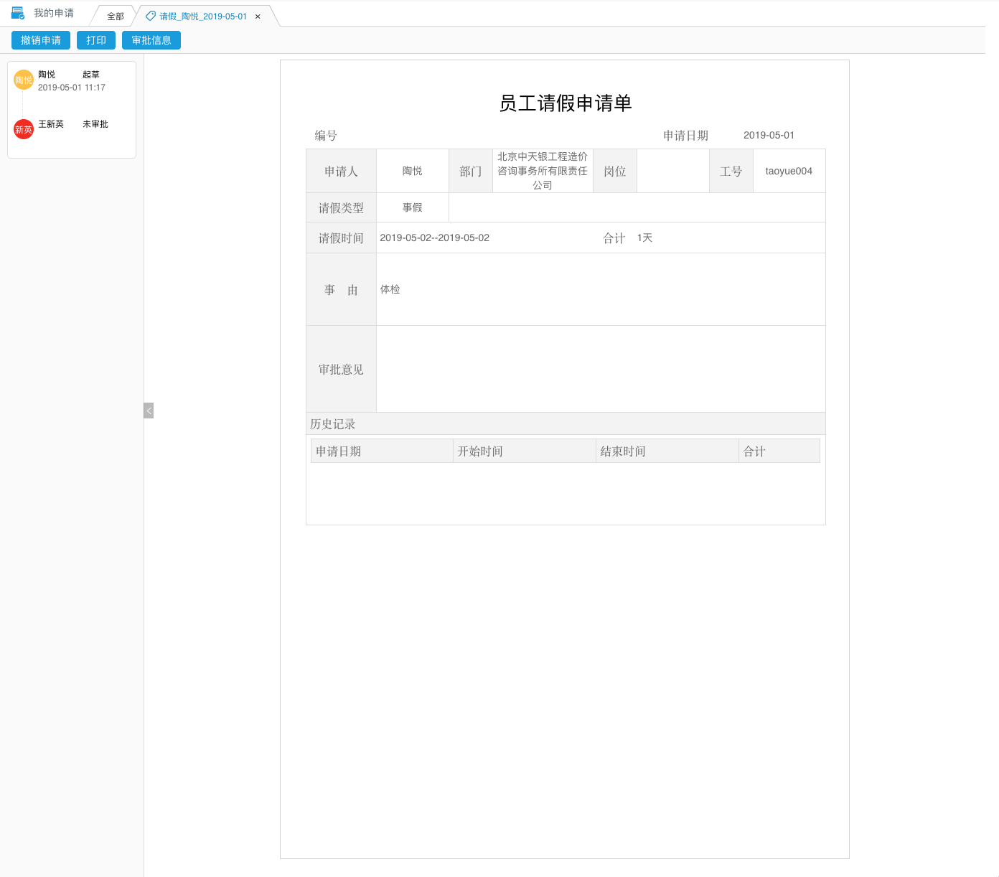 我的申请
全部
请假_陶悦_2019-05-01 ×
撤销申请
打印
审批信息
陶悦
陶悦 起草
2019-05-01 11:17
新英
王新英 未审批
<
员工请假申请单
编号 申请日期 2019-05-01
申请人 陶悦 部门
北京中天银工程造价
咨询事务所有限责任
公司
岗位 工号 taoyue004
请假类型 事假
请假时间 2019-05-02--2019-05-02 合计 1天
事 由 体检
审批意见
历史记录
申请日期 开始时间 结束时间 合计